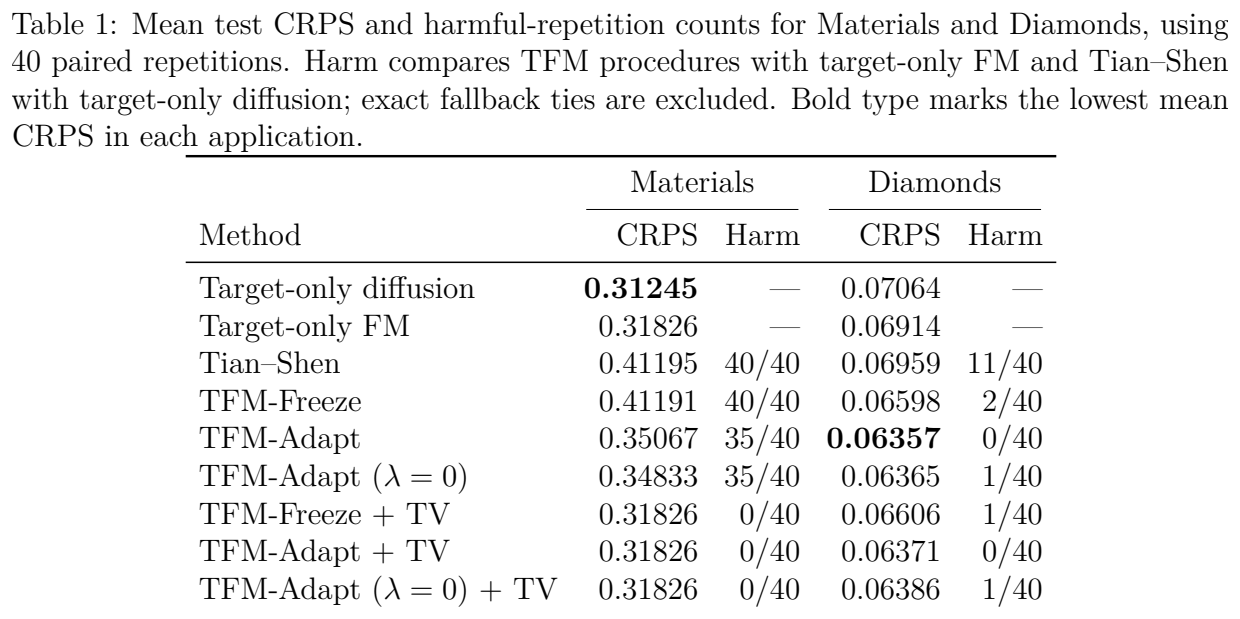 Table 1: Mean test CRPS and harmful-repetition counts for Materials and Diamonds, using
40 paired repetitions. Harm compares TFM procedures with target-only FM and Tian–Shen
with target-only diffusion; exact fallback ties are excluded. Bold type marks the lowest mean
CRPS in each application.
Materials Diamonds
Method CRPS Harm CRPS Harm
Target-only diffusion 0.31245 — 0.07064 —
Target-only FM 0.31826 — 0.06914 —
Tian–Shen 0.41195 40/40 0.06959 11/40
TFM-Freeze 0.41191 40/40 0.06598 2/40
TFM-Adapt 0.35067 35/40 0.06357 0/40
TFM-Adapt (λ = 0) 0.34833 35/40 0.06365 1/40
TFM-Freeze + TV 0.31826 0/40 0.06606 1/40
TFM-Adapt + TV 0.31826 0/40 0.06371 0/40
TFM-Adapt (λ = 0) + TV 0.31826 0/40 0.06386 1/40